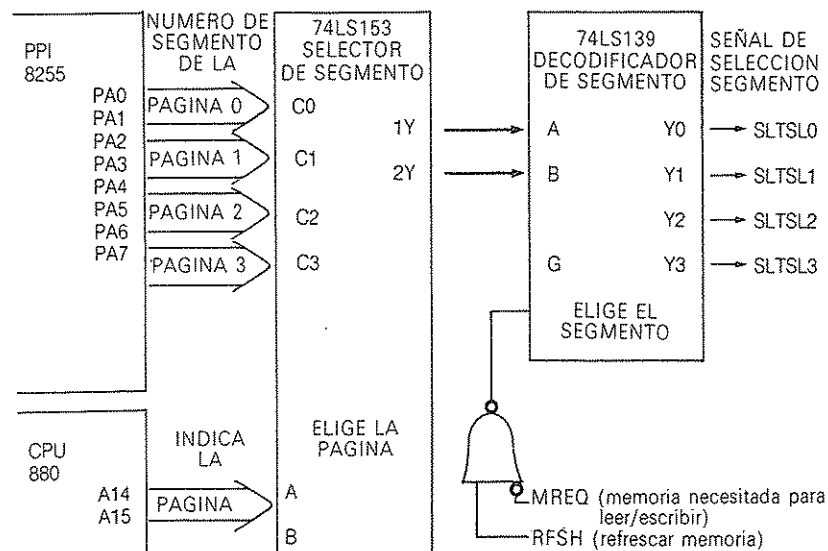 PPI
8255
PA0
PA1
PA2
PA3
PA4
PA5
PA6
PA7
NUMERO DE
SEGMENTO
DE LA
PAGINA 0
PAGINA 1
PAGINA 2
PAGINA 3
74LS153
SELECTOR
DE SEGMENTO
C0
C1
C2
C3
1Y
2Y
ELIGE LA
PAGINA
A
B
74LS139
DECODIFICADOR
DE SEGMENTO
A
B
G
Y0
Y1
Y2
Y3
ELIGE EL
SEGMENTO
SEÑAL DE
SELECCION
SEGMENTO
SLTSL0
SLTSL1
SLTSL2
SLTSL3
CPU
880
A14
A15
INDICA
LA
PAGINA
MREQ (memoria necesitada para
leer/escribir)
RFSH (refrescar memoria)